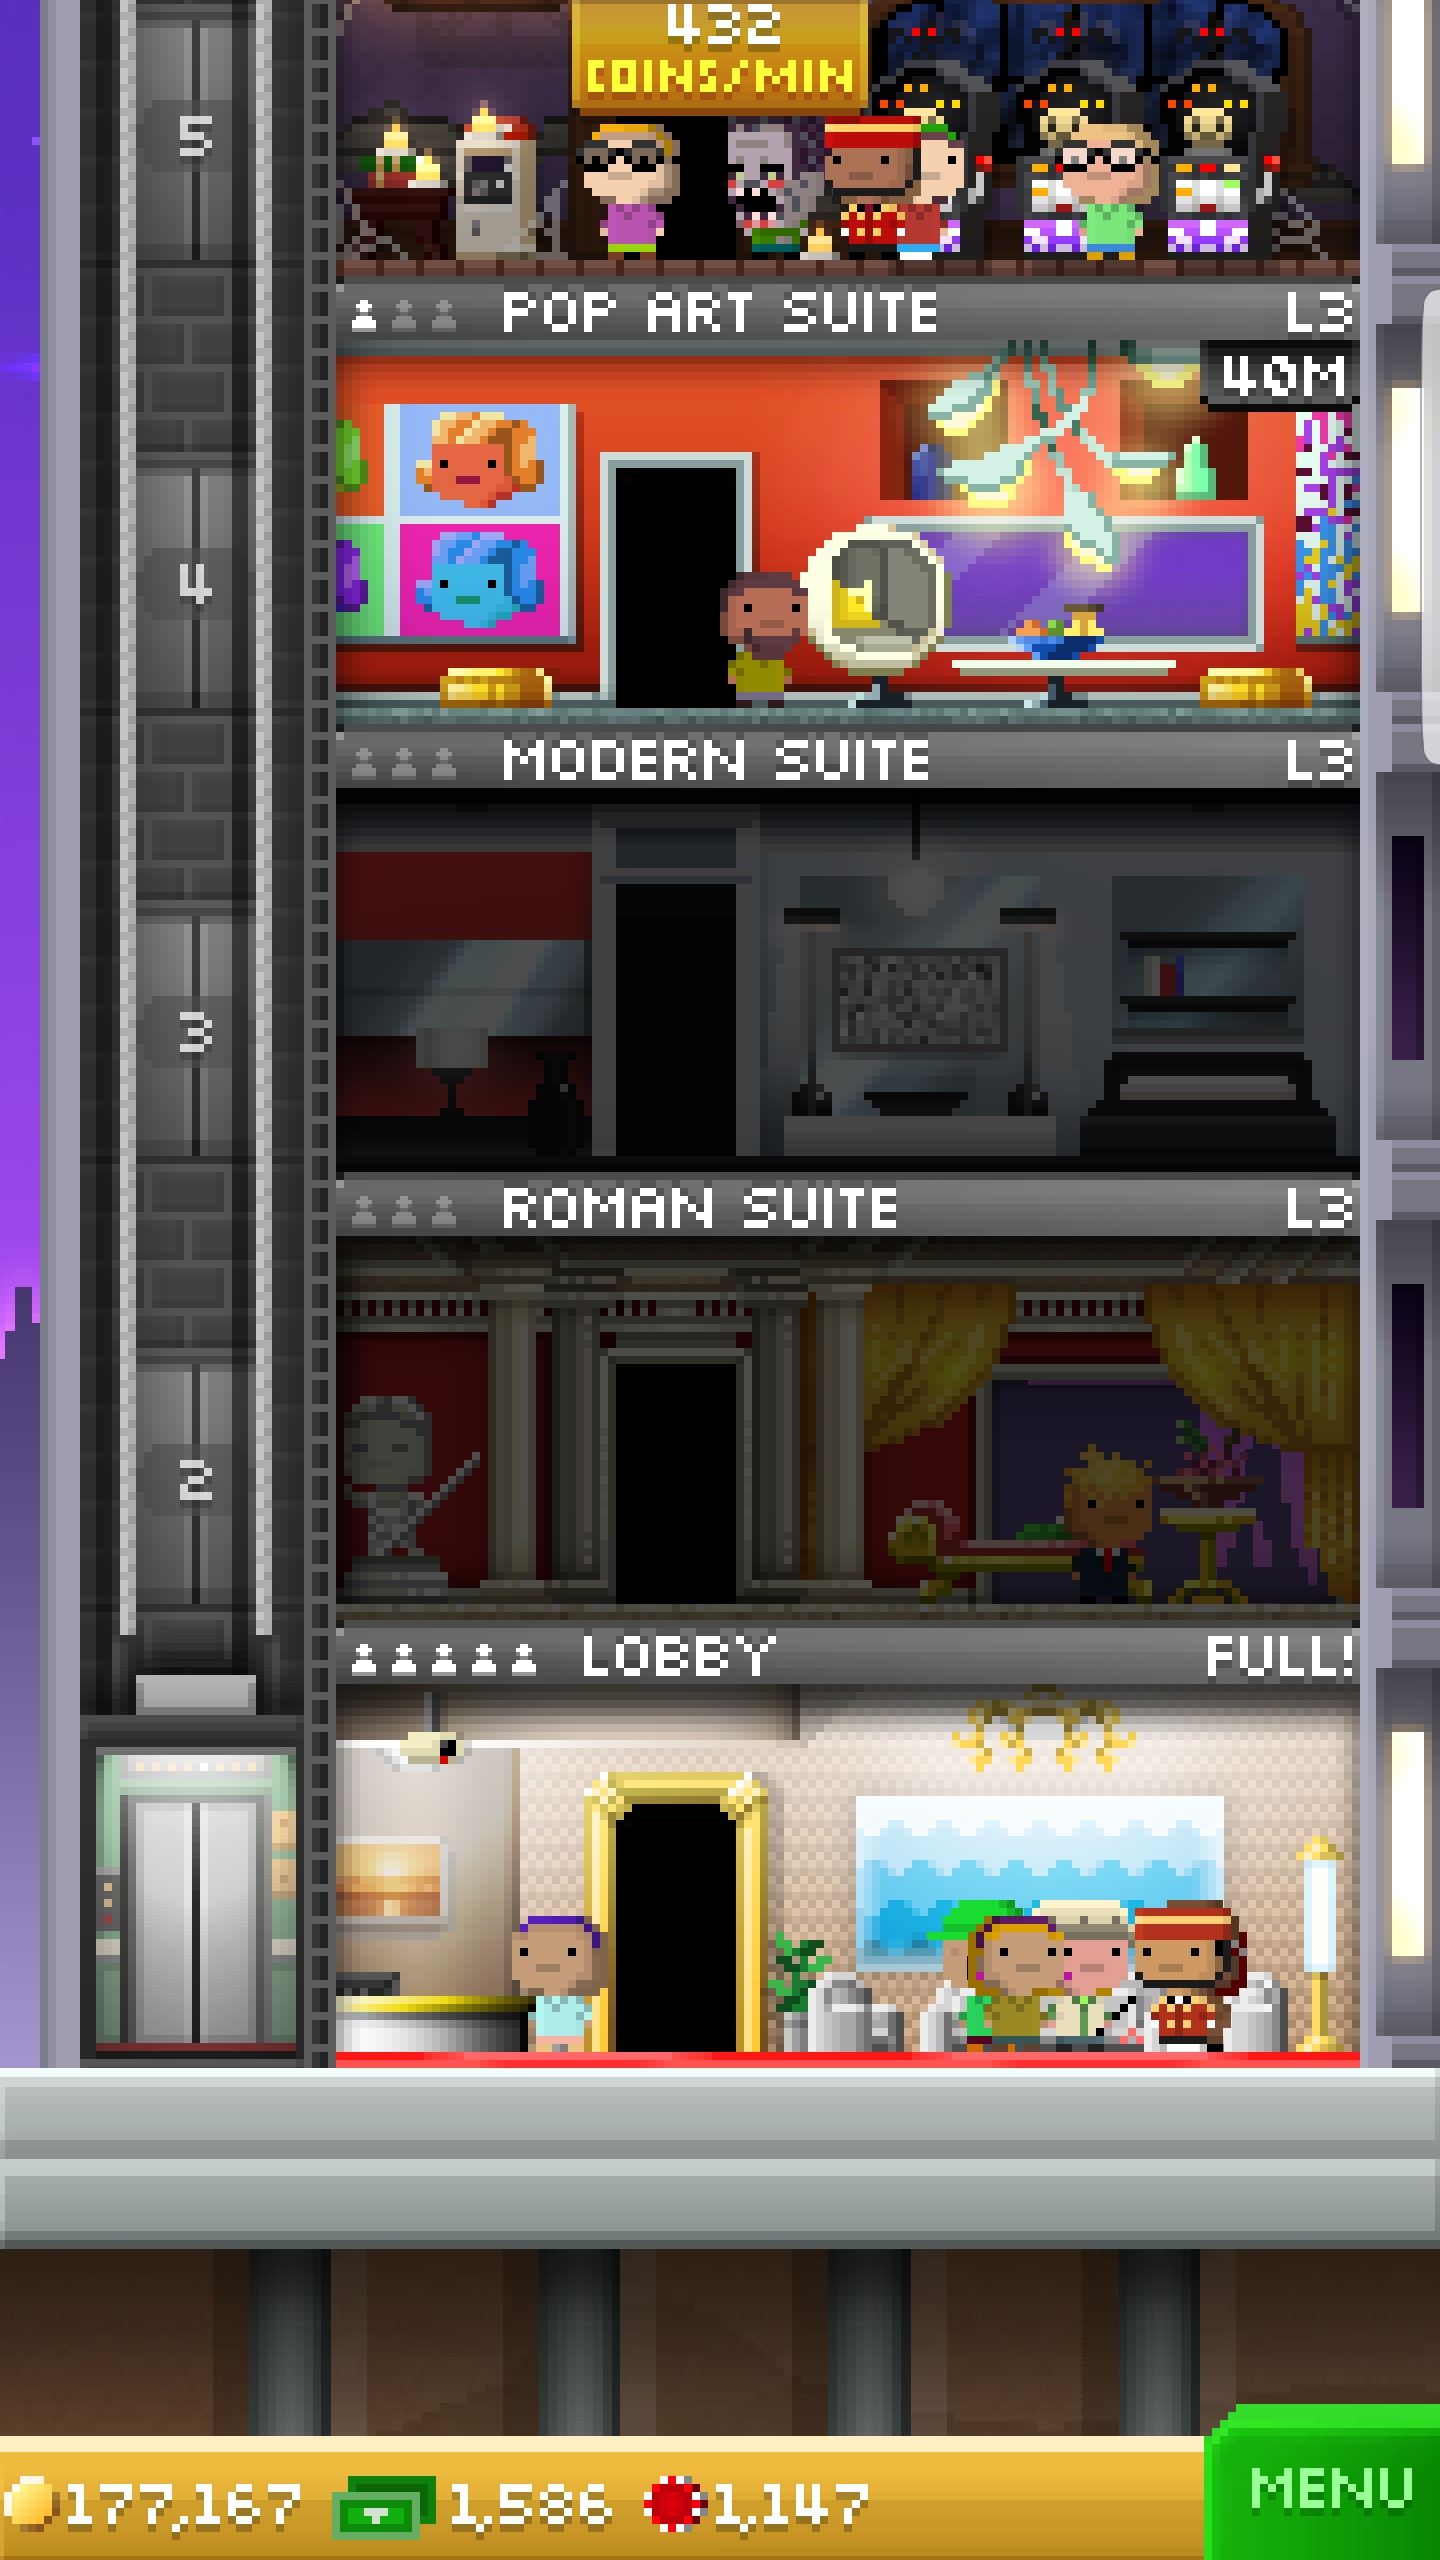 432
COINS/MIN
5
POP ART SUITE L3
40M
4
MODERN SUITE L3
3
ROMAN SUITE L3
2
LOBBY FULL!
177,167 1,586 1,147 MENU